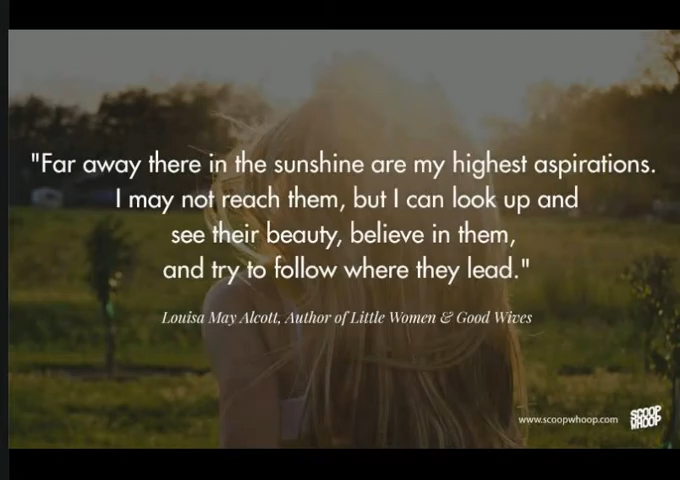 "Far away there in the sunshine are my highest aspirations.
I may not reach them, but I can look up and
see their beauty, believe in them,
and try to follow where they lead."
Louisa May Alcott, Author of Little Women & Good Wives
www.scoopwhoop.com
SCOOP
WHOOP